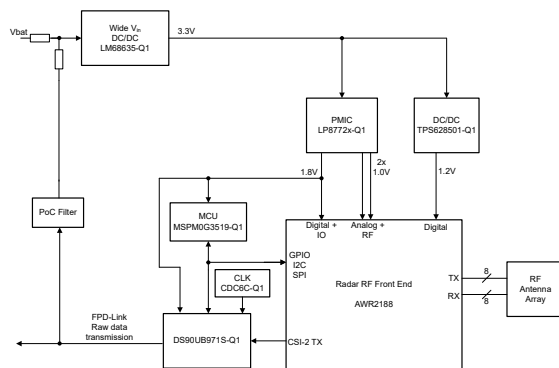 Vbat
Wide Vin
DC/DC
LM68635-Q1
3.3V
PMIC
LP8772x-Q1
DC/DC
TPS628501-Q1
1.8V
2x
1.0V
1.2V
PoC Filter
MCU
MSPM0G3519-Q1
Digital +
IO
Analog +
RF
Digital
GPIO
I2C
SPI
CLK
CDC6C-Q1
Radar RF Front End
AWR2188
TX
RX
8
8
RF
Antenna
Array
FPD-Link
Raw data
transmission
DS90UB971S-Q1
CSI-2 TX